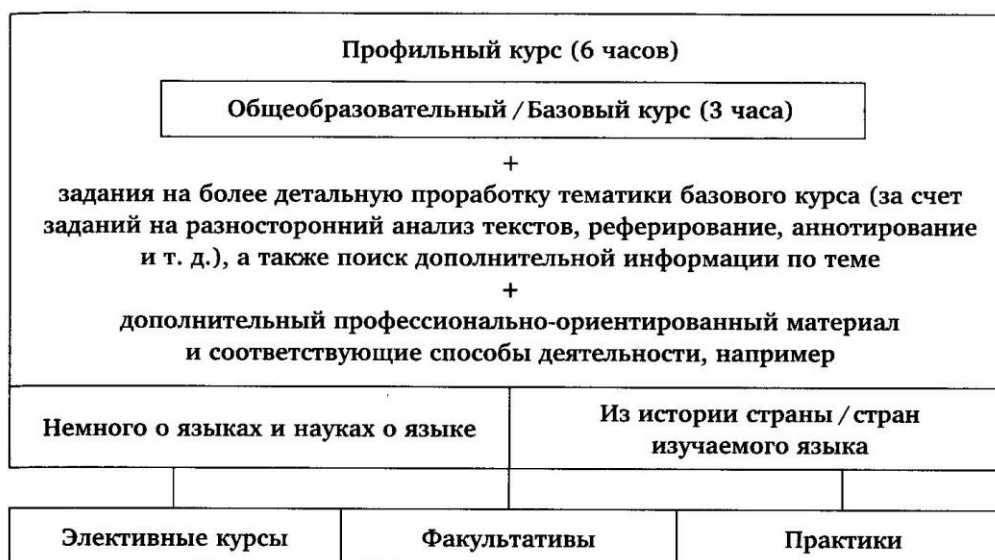 Профильный курс (6 часов)
Общеобразовательный / Базовый курс (3 часа)
+
задания на более детальную проработку тематики базового курса (за счет
заданий на разносторонний анализ текстов, реферирование, аннотирование
и т. д.), а также поиск дополнительной информации по теме
+
дополнительный профессионально-ориентированный материал
и соответствующие способы деятельности, например
Немного о языках и науках о языке
Из истории страны / стран
изучаемого языка
Элективные курсы
Факультативы
Практики